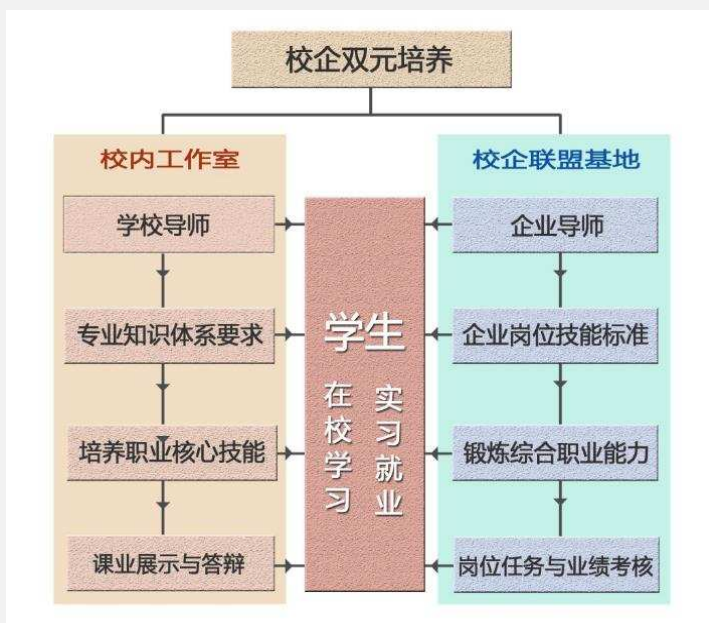 校企双元培养
校内工作室
学校导师
专业知识体系要求
培养职业核心技能
课业展示与答辩
学生
在校学习
实习就业
校企联盟基地
企业导师
企业岗位技能标准
锻炼综合职业能力
岗位任务与业绩考核